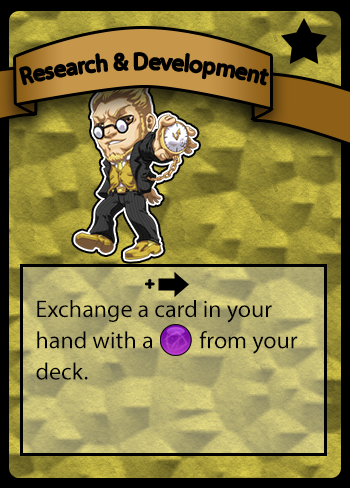 Research & Development
+
Exchange a card in your
hand with a from your
deck.